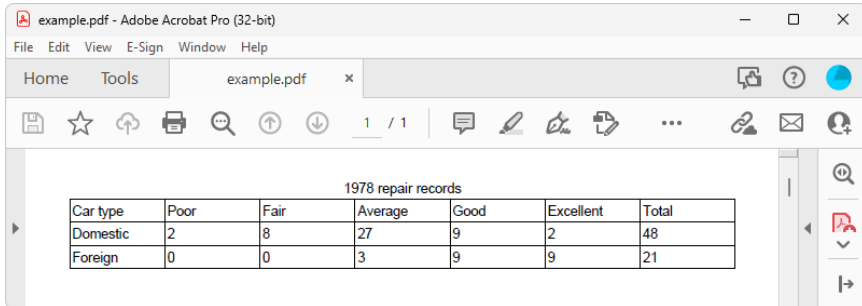 example.pdf - Adobe Acrobat Pro (32-bit)
File Edit View E-Sign Window Help
Home Tools example.pdf ×
1 / 1
1978 repair records
Car type Poor Fair Average Good Excellent Total
Domestic 2 8 27 9 2 48
Foreign 0 0 3 9 9 21